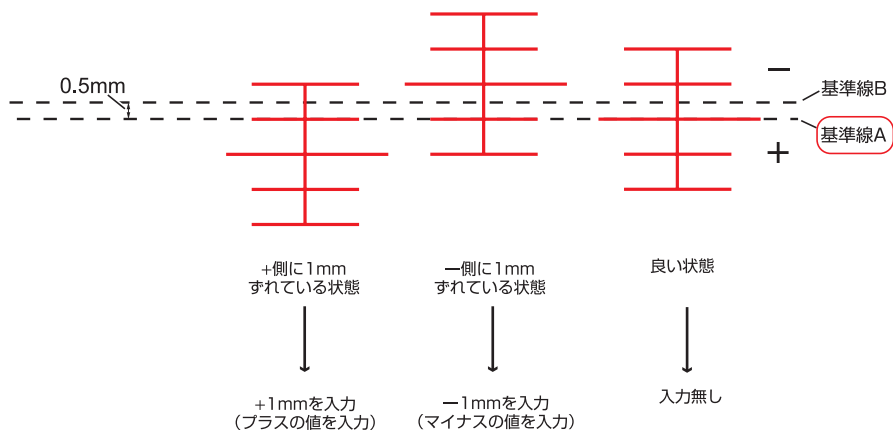 0.5mm
−
基準線B
基準線A
+
+側に1mm
ずれている状態
−側に1mm
ずれている状態
良い状態
+1mmを入力
(プラスの値を入力)
−1mmを入力
(マイナスの値を入力)
入力無し